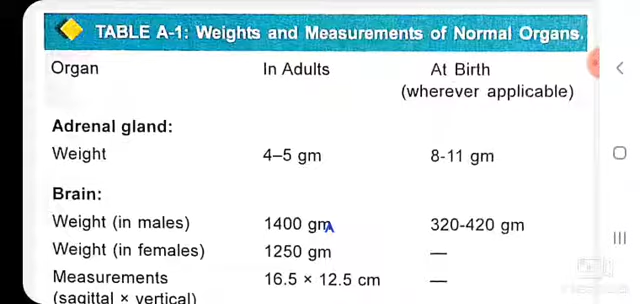 TABLE A-1: Weights and Measurements of Normal Organs.
Organ In Adults At Birth
(wherever applicable)
Adrenal gland:
Weight 4–5 gm 8-11 gm
Brain:
Weight (in males) 1400 gm 320-420 gm
Weight (in females) 1250 gm —
Measurements 16.5 × 12.5 cm —
(sagittal × vertical)